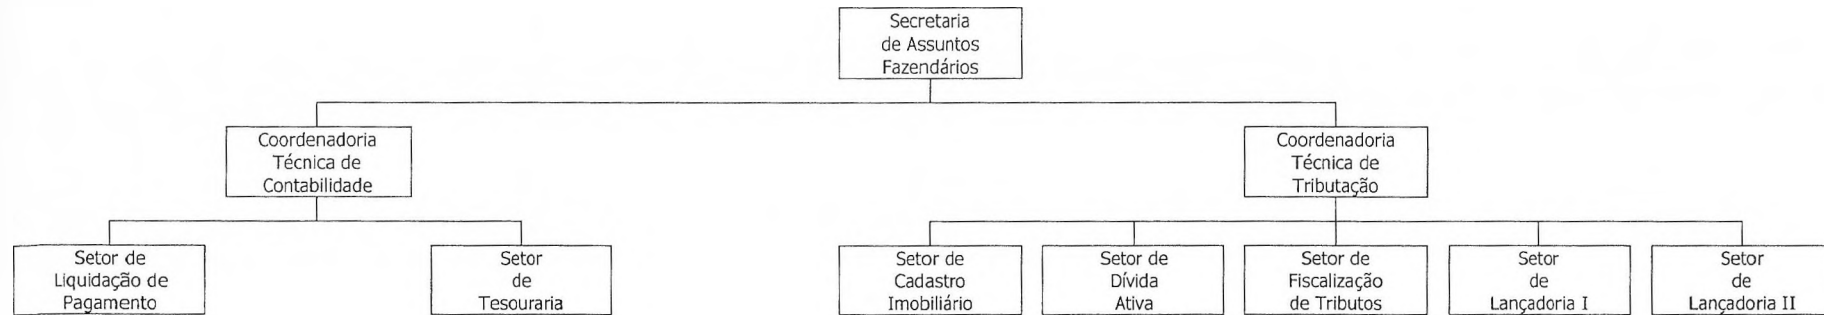 Secretaria
de Assuntos
Fazendários
Coordenadoria
Técnica de
Contabilidade
Coordenadoria
Técnica de
Tributação
Setor de
Liquidação de
Pagamento
Setor
de
Tesouraria
Setor de
Cadastro
Imobiliário
Setor de
Dívida
Ativa
Setor de
Fiscalização
de Tributos
Setor
de
Lançadoria I
Setor
de
Lançadoria II